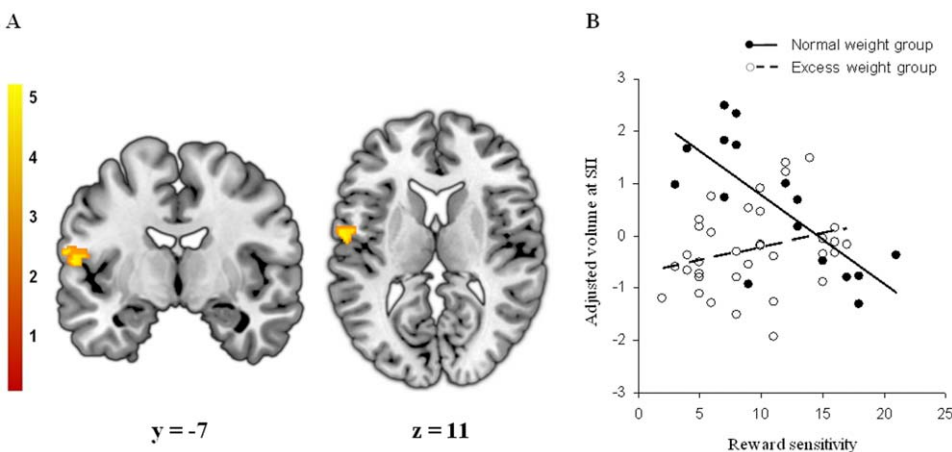 A
5
4
3
2
1
y = -7
z = 11
B
Normal weight group
Excess weight group
3
2
1
0
-1
-2
-3
Adjusted volume at SII
0
5
10
15
20
25
Reward sensitivity